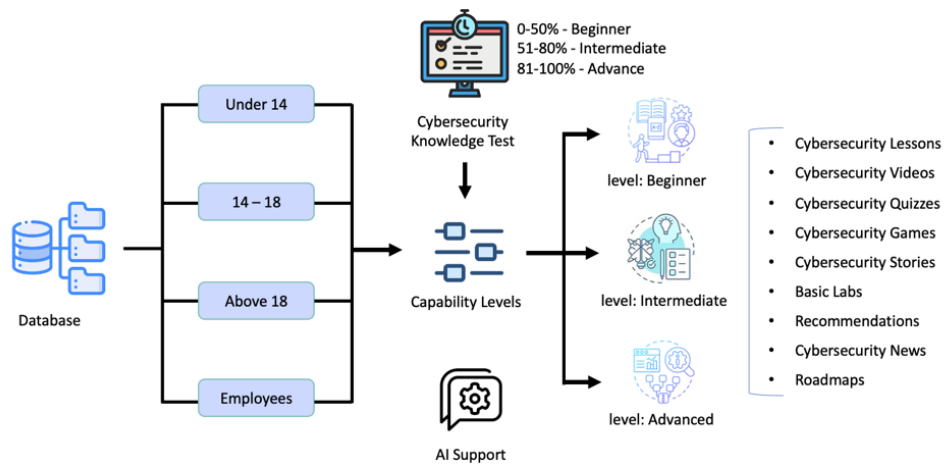 0-50% - Beginner
51-80% - Intermediate
81-100% - Advance
Under 14
14 – 18
Above 18
Employees
Database
Cybersecurity
Knowledge Test
Capability Levels
AI Support
level: Beginner
level: Intermediate
level: Advanced
• Cybersecurity Lessons
• Cybersecurity Videos
• Cybersecurity Quizzes
• Cybersecurity Games
• Cybersecurity Stories
• Basic Labs
• Recommendations
• Cybersecurity News
• Roadmaps